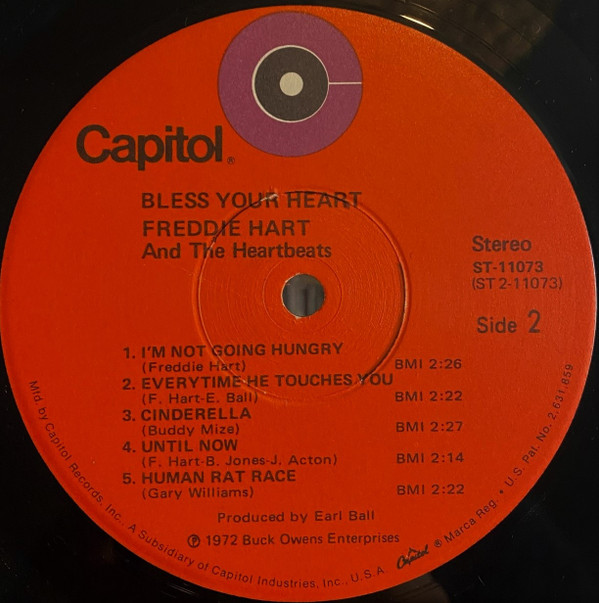 Capitol®
BLESS YOUR HEART
FREDDIE HART
And The Heartbeats
Stereo
ST-11073
(ST2-11073)
Side 2
1. I'M NOT GOING HUNGRY
(Freddie Hart) BMI 2:26
2. EVERYTIME HE TOUCHES YOU
(F. Hart-E. Ball) BMI 2:22
3. CINDERELLA
(Buddy Mize) BMI 2:27
4. UNTIL NOW
(F. Hart-B. Jones-J. Acton) BMI 2:14
5. HUMAN RAT RACE
(Gary Williams) BMI 2:22
Produced by Earl Ball
℗ 1972 Buck Owens Enterprises
Mfd. by Capitol Records, Inc., A Subsidiary of Capitol Industries, Inc., U.S.A. Capitol ® Marca Reg. • U.S. Pat. No. 2,631,859